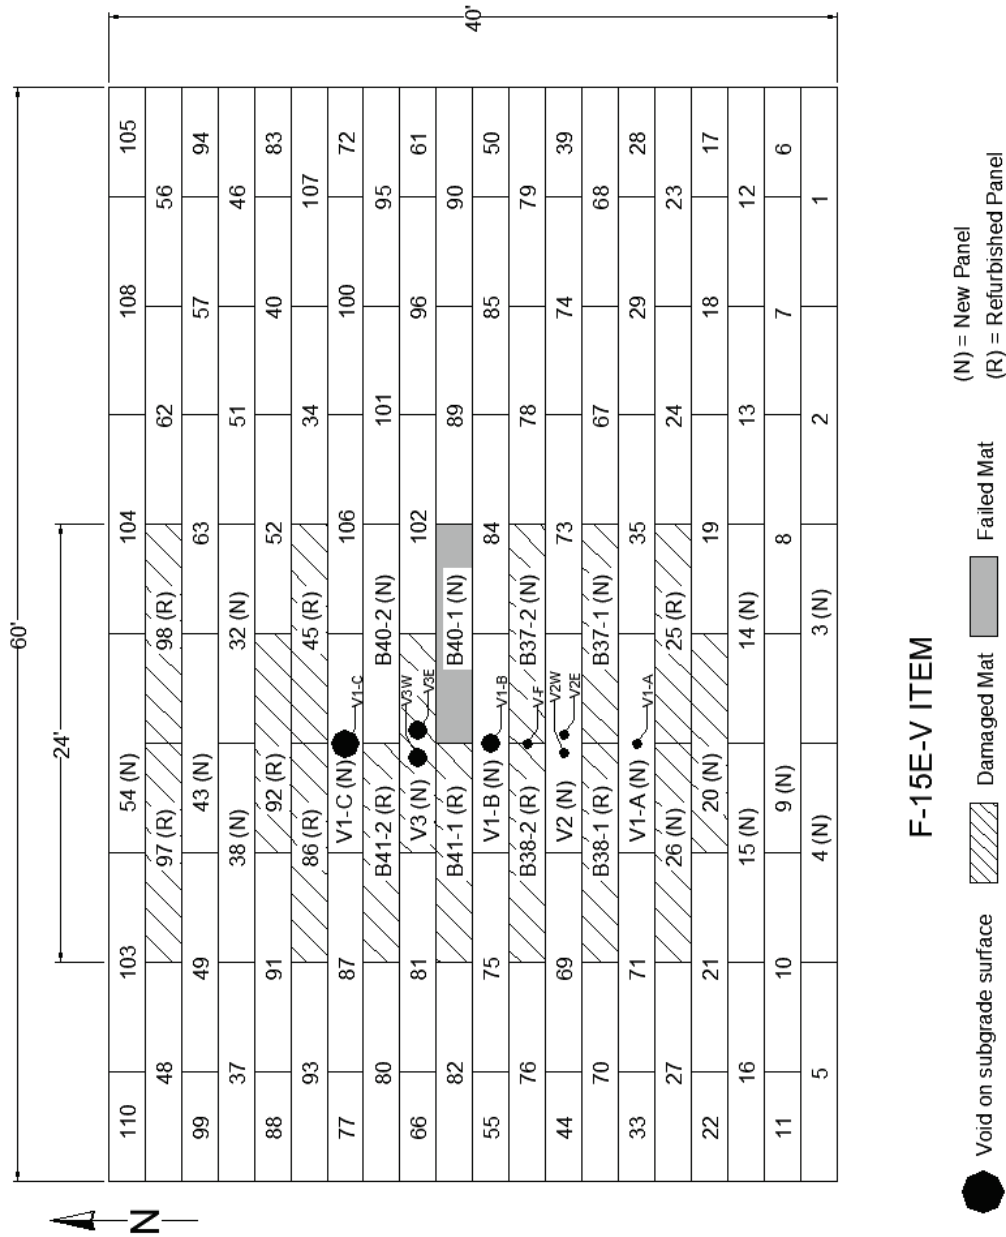 60'
24'
N
40'
110 103 54 (N) 104 108 105
48 97 (R) 98 (R) 62 56
99 49 43 (N) 63 57 94
37 38 (N) 32 (N) 51 46
88 91 92 (R) 52 40 83
93 86 (R) 45 (R) 34 107
77 87 V1-C (N) 106 100 72
V1-C
80 B41-2 (R) B40-2 (N) 101 95
V3W
66 81 V3 (N) 102 96 61
V3E
82 B41-1 (R) B40-1 (N) 89 90
55 75 V1-B (N) V1-B 84 85 50
76 B38-2 (R) B37-2 (N) 78 79
V-F
V2W
44 69 V2 (N) 73 74 39
V2E
70 B38-1 (R) B37-1 (N) 67 68
33 71 V1-A (N) V1-A 35 29 28
27 26 (N) 25 (R) 24 23
22 21 20 (N) 19 18 17
16 15 (N) 14 (N) 13 12
11 10 9 (N) 8 7 6
5 4 (N) 3 (N) 2 1
F-15E-V ITEM
(N) = New Panel
Void on subgrade surface Damaged Mat Failed Mat
(R) = Refurbished Panel